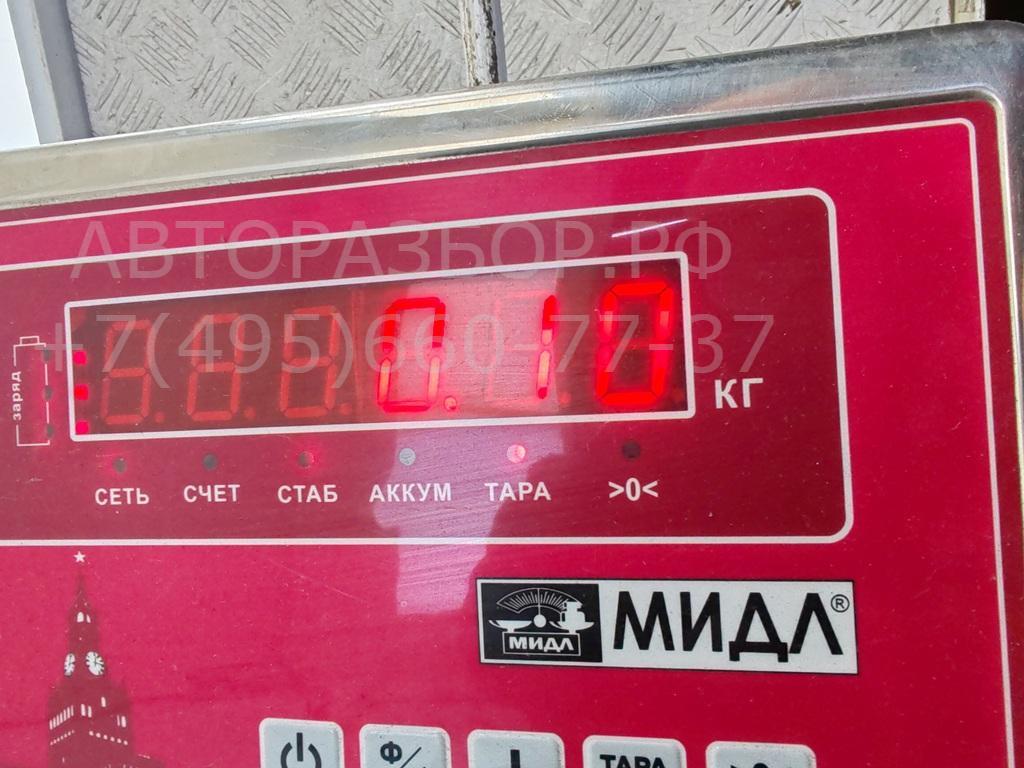 АВТОРАЗБОР.РФ
+7(495)660-77-37
заряд
0.10
КГ
СЕТЬ СЧЕТ СТАБ АККУМ ТАРА >0<
МИДЛ МИДЛ®
Ф/
ТАРА